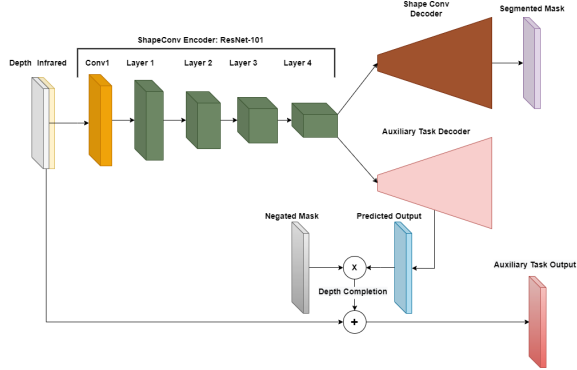 Shape Conv
Decoder
Segmented Mask
ShapeConv Encoder: ResNet-101
Depth Infrared
Conv1
Layer 1
Layer 2
Layer 3
Layer 4
Auxiliary Task Decoder
Negated Mask
Predicted Output
X
Auxiliary Task Output
Depth Completion
+